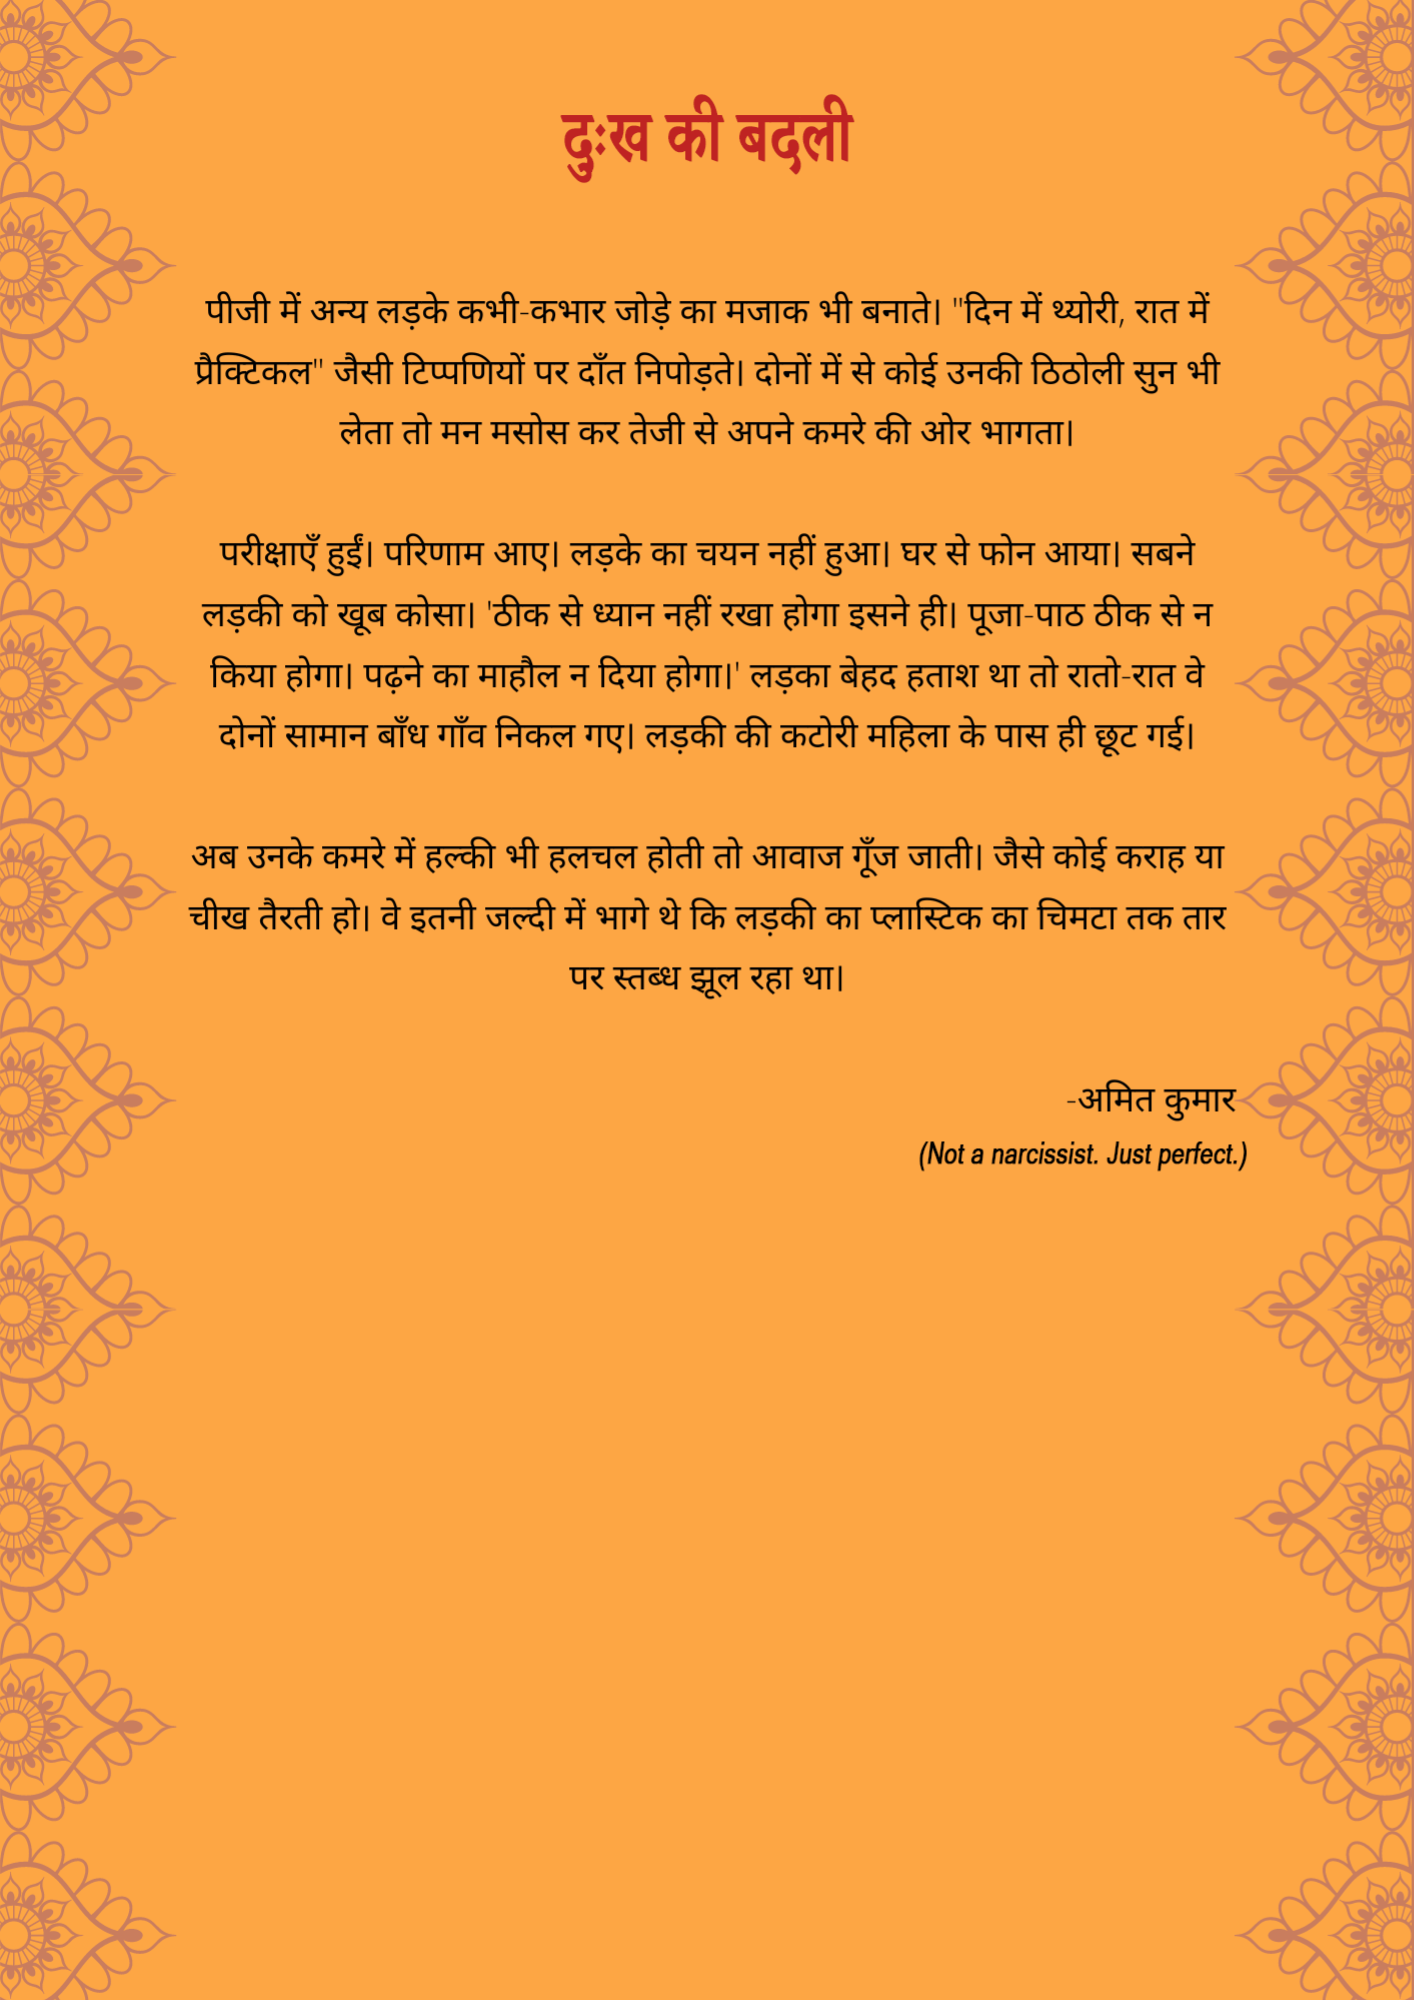 दुःख की बदली
पीजी में अन्य लड़के कभी-कभार जोड़े का मजाक भी बनाते। "दिन में थ्योरी, रात में
प्रैक्टिकल" जैसी टिप्पणियों पर दाँत निपोड़ते। दोनों में से कोई उनकी ठिठोली सुन भी
लेता तो मन मसोस कर तेजी से अपने कमरे की ओर भागता।
परीक्षाएँ हुईं। परिणाम आए। लड़के का चयन नहीं हुआ। घर से फोन आया। सबने
लड़की को खूब कोसा। 'ठीक से ध्यान नहीं रखा होगा इसने ही। पूजा-पाठ ठीक से न
किया होगा। पढ़ने का माहौल न दिया होगा।' लड़का बेहद हताश था तो रातो-रात वे
दोनों सामान बाँध गाँव निकल गए। लड़की की कटोरी महिला के पास ही छूट गई।
अब उनके कमरे में हल्की भी हलचल होती तो आवाज गूँज जाती। जैसे कोई कराह या
चीख तैरती हो। वे इतनी जल्दी में भागे थे कि लड़की का प्लास्टिक का चिमटा तक तार
पर स्तब्ध झूल रहा था।
-अमित कुमार
(Not a narcissist. Just perfect.)